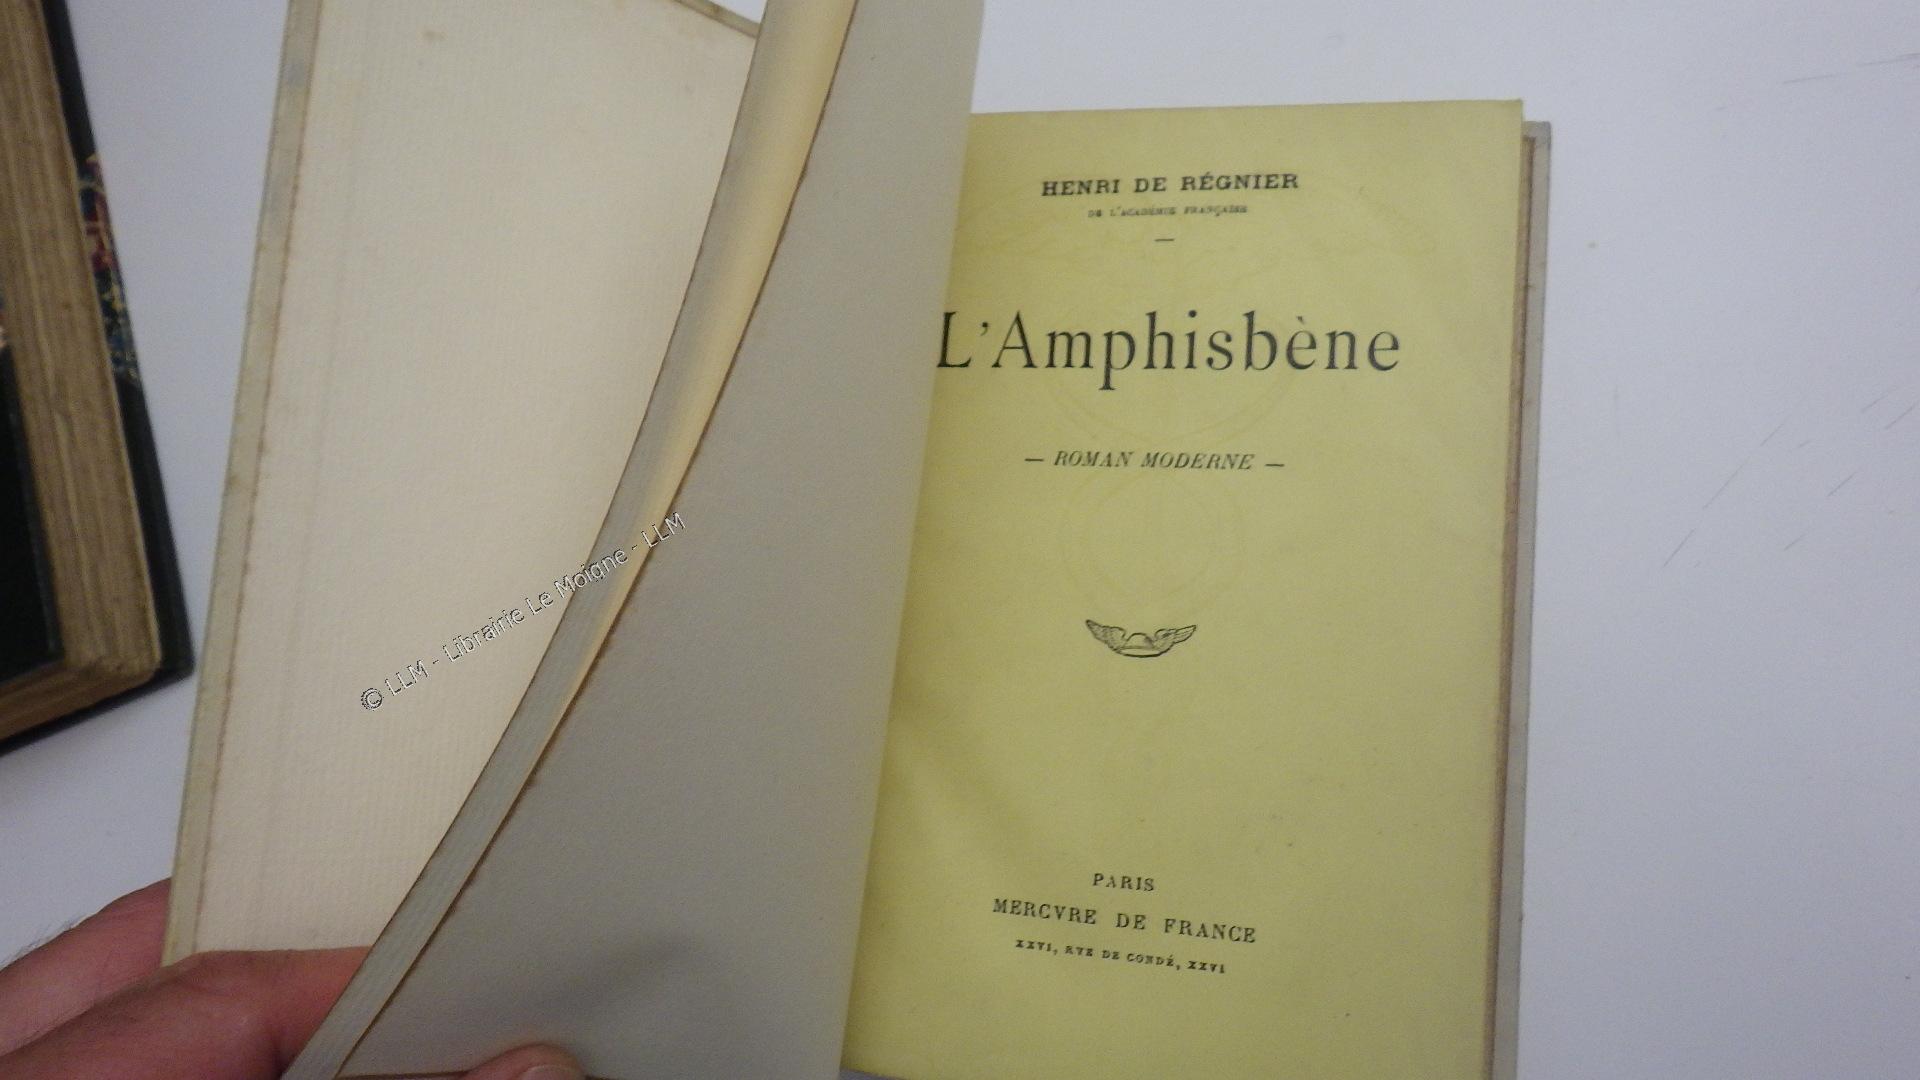 HENRI DE RÉGNIER
DE L'ACADÉMIE FRANÇAISE
L'Amphisbène
— ROMAN MODERNE —
PARIS
MERCVRE DE FRANCE
XXVI, RVE DE CONDÉ, XXVI
© LLM - Librairie Le Moigne - LLM